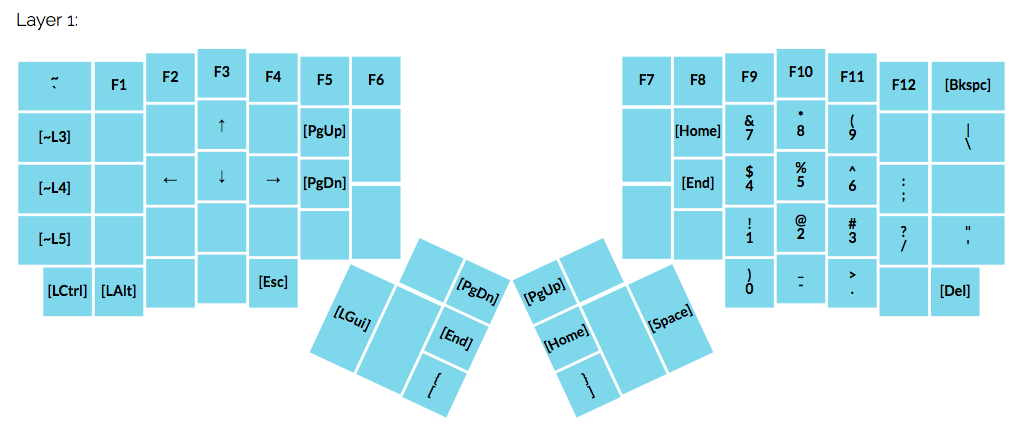 Layer 1:
~ ` F1 F2 F3 F4 F5 F6
[~L3] ↑ [PgUp]
[~L4] ← ↓ → [PgDn]
[~L5]
[LCtrl] [LAlt] [Esc]
[PgDn]
[LGui] [End]
{ [
F7 F8 F9 F10 F11 F12 [Bkspc]
[Home] & 7 * 8 ( 9 | \
[End] $ 4 % 5 ^ 6 : ;
! 1 @ 2 # 3 ? / " '
) 0 _ - > . [Del]
[PgUp]
[Home] [Space]
} ]